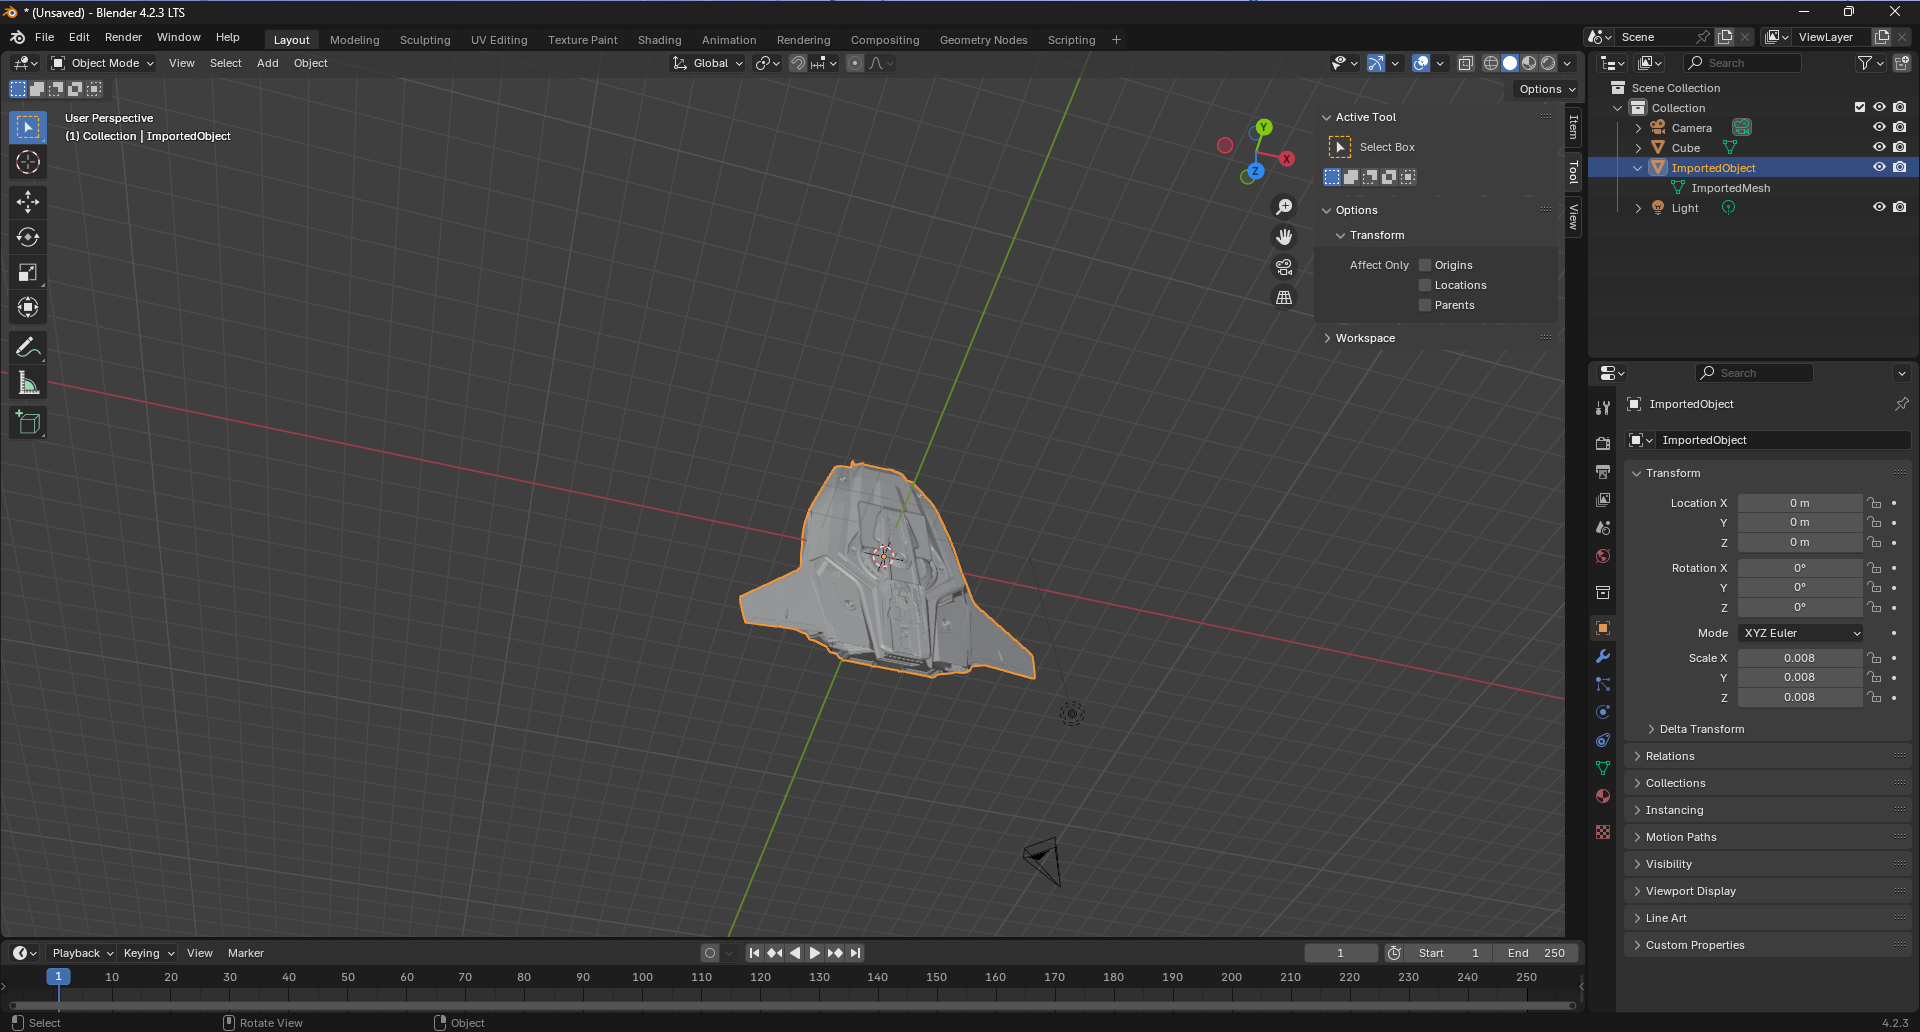 * (Unsaved) - Blender 4.2.3 LTS
File Edit Render Window Help
Layout Modeling Sculpting UV Editing Texture Paint Shading Animation Rendering Compositing Geometry Nodes Scripting +
Scene
ViewLayer
Object Mode View Select Add Object
Global
Options
User Perspective
(1) Collection | ImportedObject
Y
X
Z
Active Tool
Select Box
Options
Transform
Affect Only Origins
Locations
Parents
Workspace
Item
Tool
View
Search
Scene Collection
Collection
Camera
Cube
ImportedObject
ImportedMesh
Light
Search
ImportedObject
ImportedObject
Transform
Location X 0 m
Y 0 m
Z 0 m
Rotation X 0°
Y 0°
Z 0°
Mode XYZ Euler
Scale X 0.008
Y 0.008
Z 0.008
Delta Transform
Relations
Collections
Instancing
Motion Paths
Visibility
Viewport Display
Line Art
Custom Properties
Playback Keying View Marker
1 Start 1 End 250
1 10 20 30 40 50 60 70 80 90 100 110 120 130 140 150 160 170 180 190 200 210 220 230 240 250
Select Rotate View Object
4.2.3